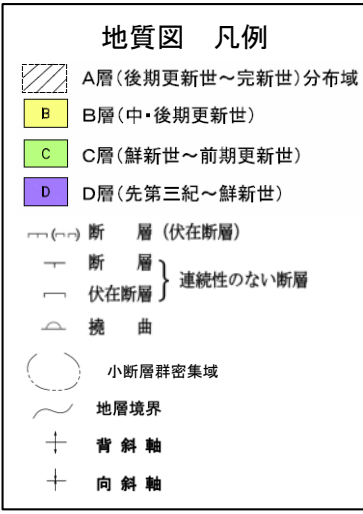 地質図　凡例
A層(後期更新世～完新世)分布域
B B層(中・後期更新世)
C C層(鮮新世～前期更新世)
D D層(先第三紀～鮮新世)
断　層(伏在断層)
断　層
連続性のない断層
伏在断層
撓　曲
小断層群密集域
地層境界
背斜軸
向斜軸